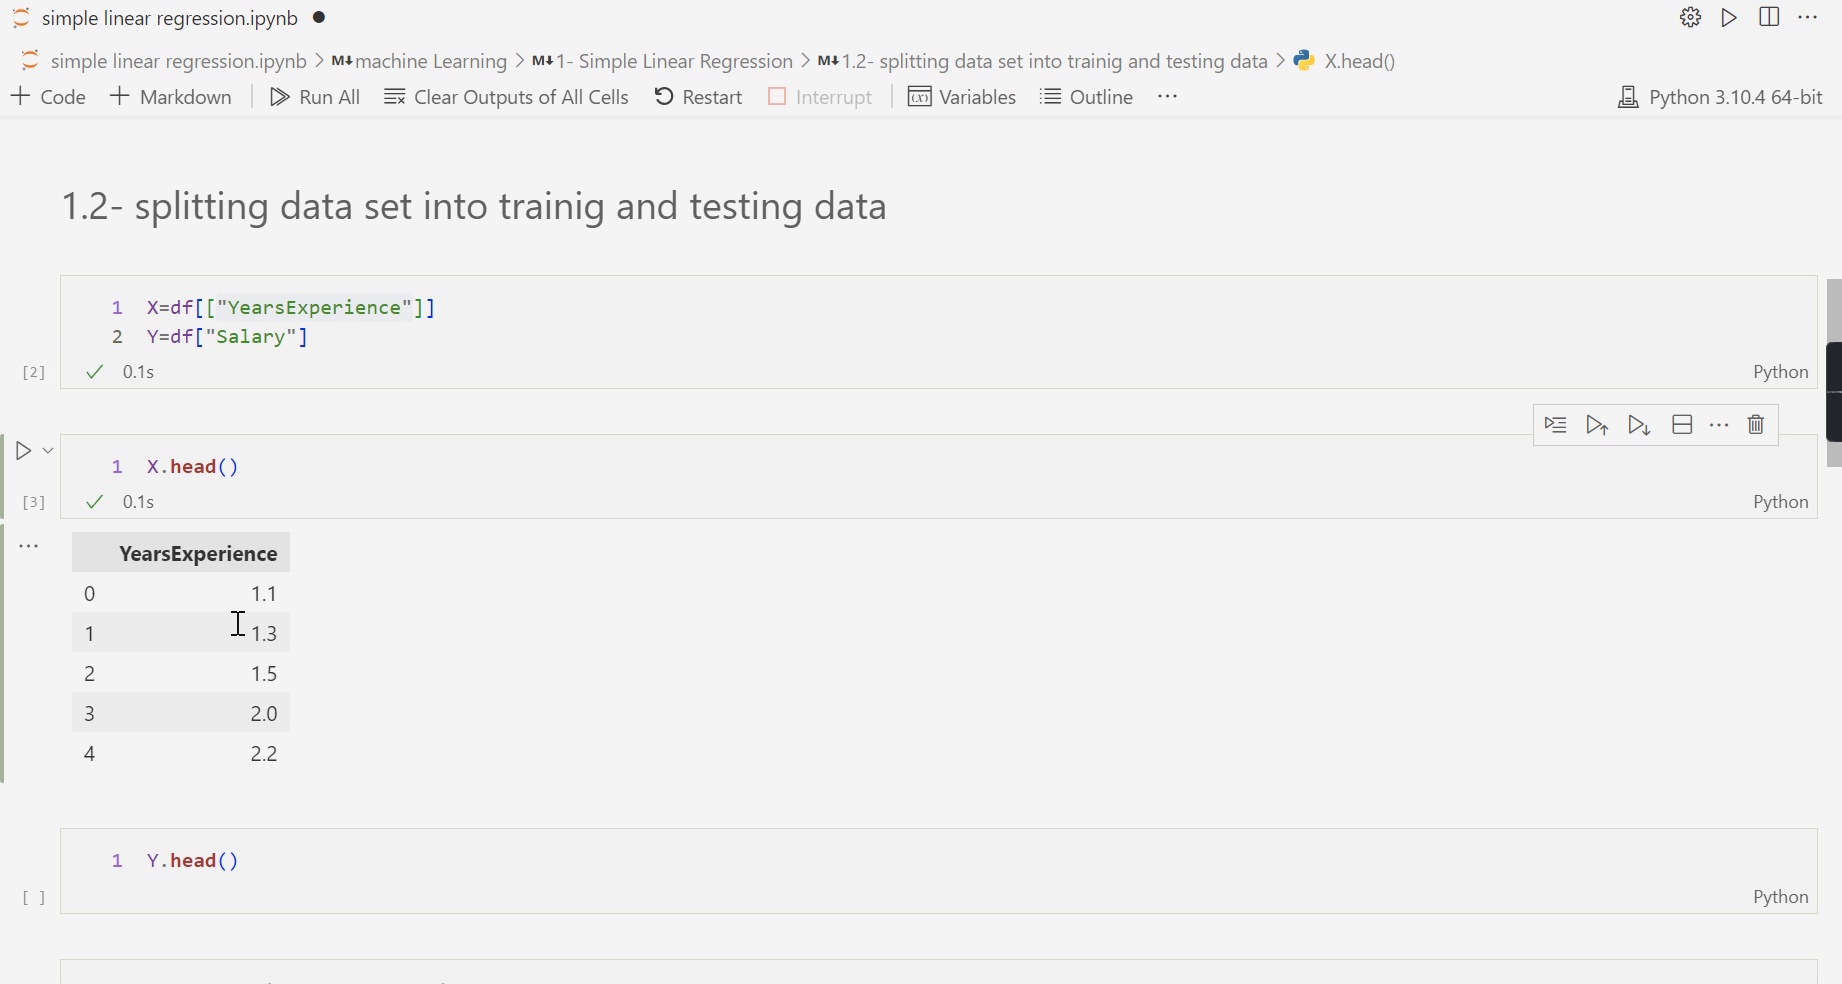 simple linear regression.ipynb
simple linear regression.ipynb > M↓ machine Learning > M↓ 1- Simple Linear Regression > M↓ 1.2- splitting data set into trainig and testing data > X.head()
+ Code + Markdown Run All Clear Outputs of All Cells Restart Interrupt (x) Variables Outline ... Python 3.10.4 64-bit
1.2- splitting data set into trainig and testing data
1 X=df[["YearsExperience"]]
2 Y=df["Salary"]
[2] ✓ 0.1s Python
1 X.head()
[3] ✓ 0.1s Python
YearsExperience
0 1.1
1 1.3
2 1.5
3 2.0
4 2.2
1 Y.head()
[ ] Python